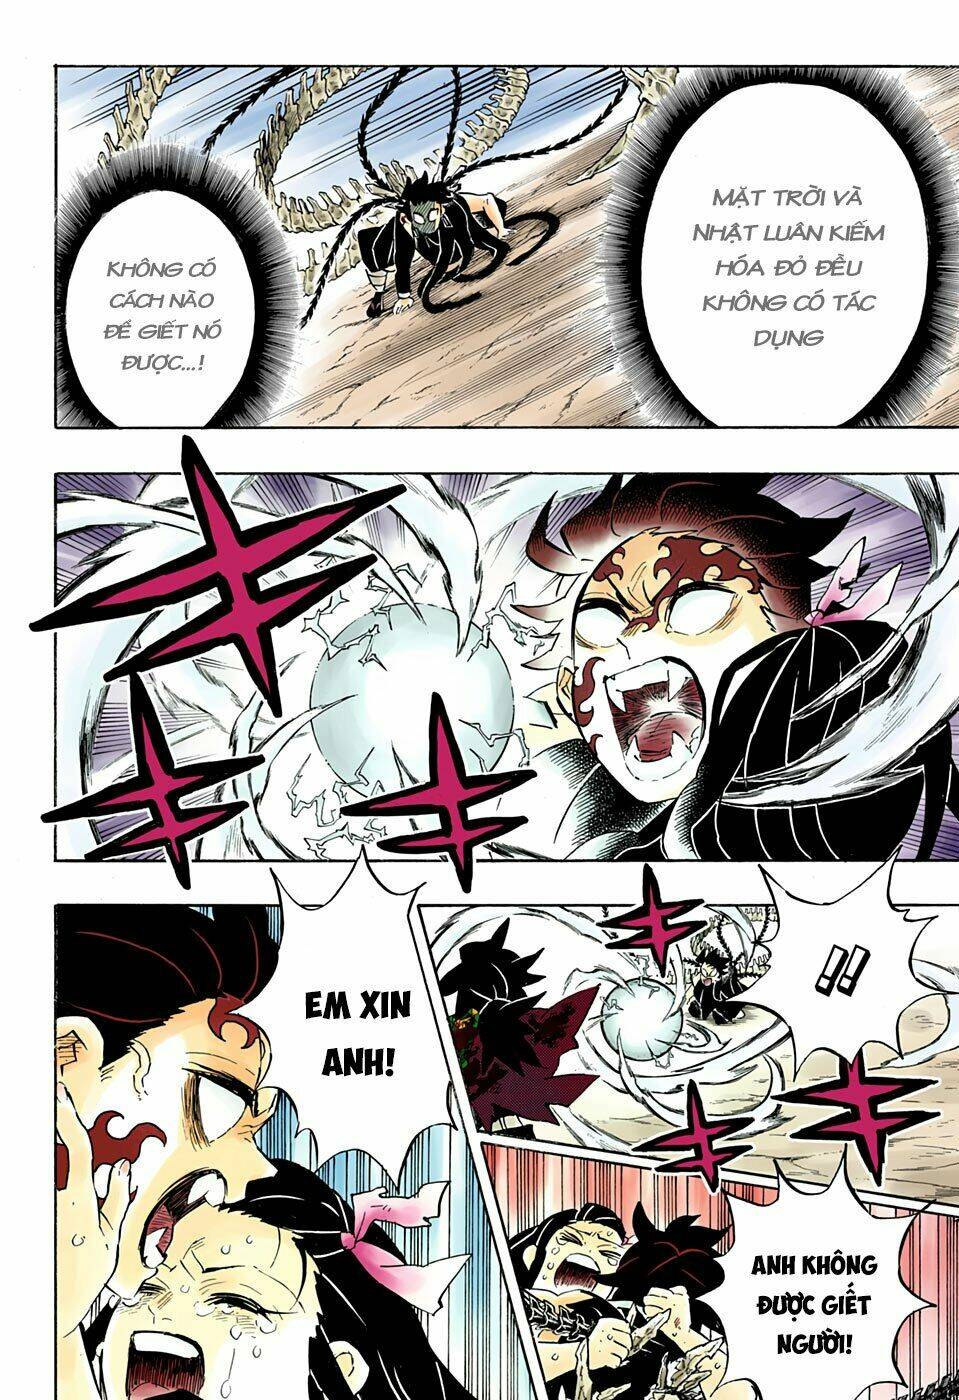 MẶT TRỜI VÀ
NHẬT LUÂN KIẾM
HÓA ĐỎ ĐỀU
KHÔNG CÓ TÁC
DỤNG
KHÔNG CÓ
CÁCH NÀO
ĐỂ GIẾT NÓ
ĐƯỢC...!
!!
ANH KHÔNG
ĐƯỢC GIẾT
NGƯỜI!
EM XIN
ANH!